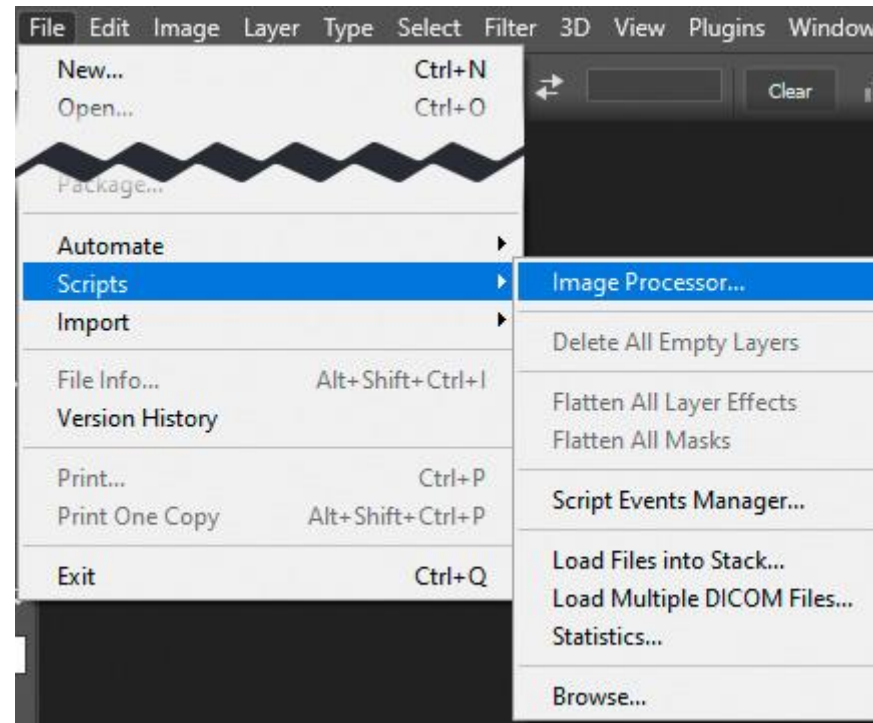 File Edit Image Layer Type Select Filter 3D View Plugins Window
New... Ctrl+N
Open... Ctrl+O
Clear
Package...
Automate
Scripts
Import
File Info... Alt+Shift+Ctrl+I
Version History
Print... Ctrl+P
Print One Copy Alt+Shift+Ctrl+P
Exit Ctrl+Q
Image Processor...
Delete All Empty Layers
Flatten All Layer Effects
Flatten All Masks
Script Events Manager...
Load Files into Stack...
Load Multiple DICOM Files...
Statistics...
Browse...